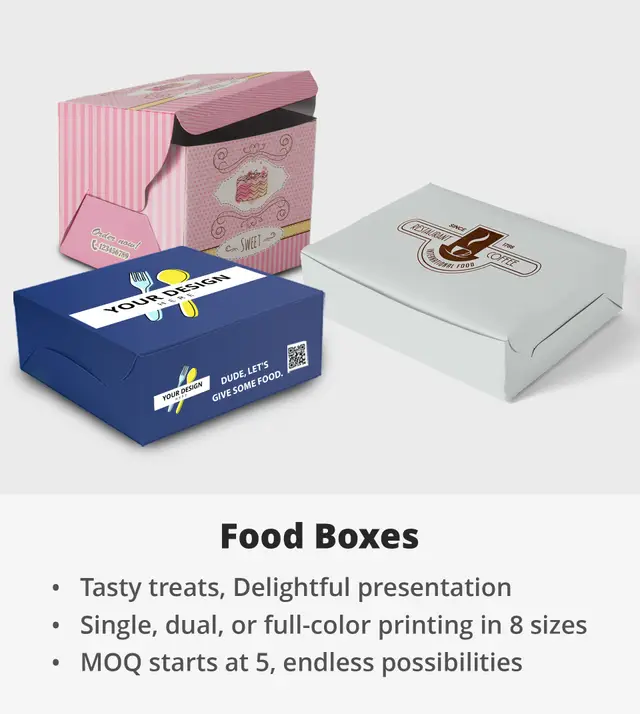 SWEET
Order now!
123456789
SINCE 1786
RESTAURANT COFFEE
INTERNATIONAL FOOD
YOUR DESIGN
HERE
YOUR DESIGN
HERE
DUDE, LET'S
GIVE SOME FOOD.
Food Boxes
• Tasty treats, Delightful presentation
• Single, dual, or full-color printing in 8 sizes
• MOQ starts at 5, endless possibilities